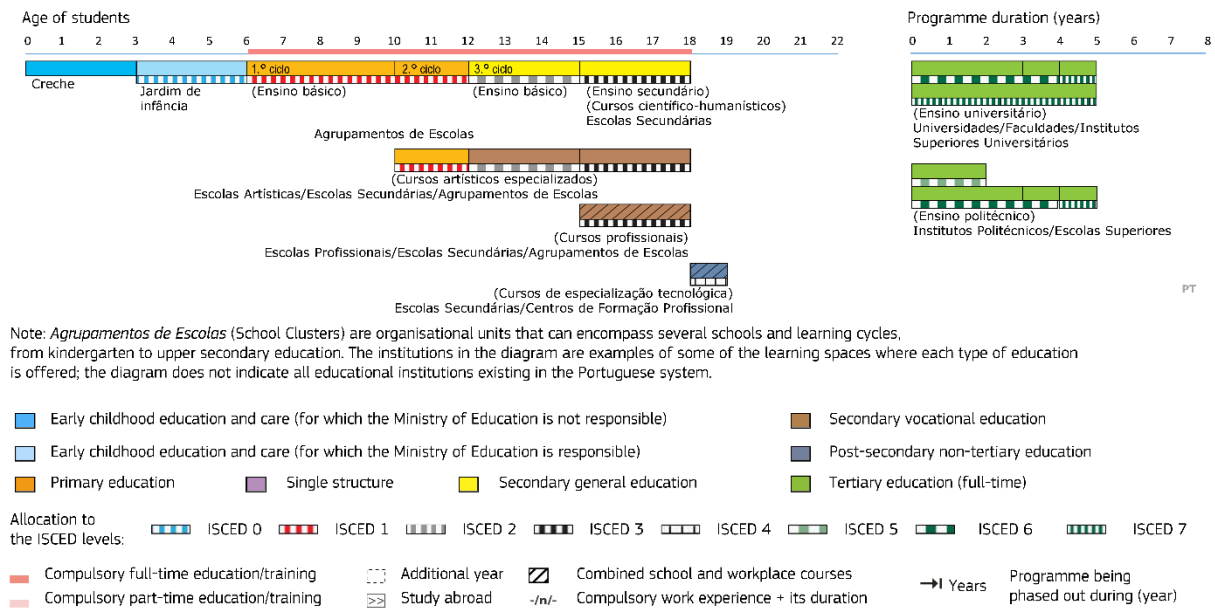 Age of students
Programme duration (years)
0 1 2 3 4 5 6 7 8 9 10 11 12 13 14 15 16 17 18 19 20 21 22
0 1 2 3 4 5 6 7 8
1.º ciclo 2.º ciclo 3.º ciclo
Creche
Jardim de
infância
(Ensino básico)
(Ensino básico)
(Ensino secundário)
(Cursos científico-humanísticos)
Escolas Secundárias
Agrupamentos de Escolas
(Cursos artísticos especializados)
Escolas Artísticas/Escolas Secundárias/Agrupamentos de Escolas
(Cursos profissionais)
Escolas Profissionais/Escolas Secundárias/Agrupamentos de Escolas
(Cursos de especialização tecnológica)
Escolas Secundárias/Centros de Formação Profissional
(Ensino universitário)
Universidades/Faculdades/Institutos
Superiores Universitários
(Ensino politécnico)
Institutos Politécnicos/Escolas Superiores
PT
Note: Agrupamentos de Escolas (School Clusters) are organisational units that can encompass several schools and learning cycles,
from kindergarten to upper secondary education. The institutions in the diagram are examples of some of the learning spaces where each type of education
is offered; the diagram does not indicate all educational institutions existing in the Portuguese system.
Early childhood education and care (for which the Ministry of Education is not responsible)
Secondary vocational education
Early childhood education and care (for which the Ministry of Education is responsible)
Post-secondary non-tertiary education
Primary education
Single structure
Secondary general education
Tertiary education (full-time)
Allocation to
the ISCED levels:
ISCED 0 ISCED 1 ISCED 2 ISCED 3 ISCED 4 ISCED 5 ISCED 6 ISCED 7
Compulsory full-time education/training
Additional year
Combined school and workplace courses
Years
Programme being
phased out during (year)
Compulsory part-time education/training
>> Study abroad
-/n/- Compulsory work experience + its duration